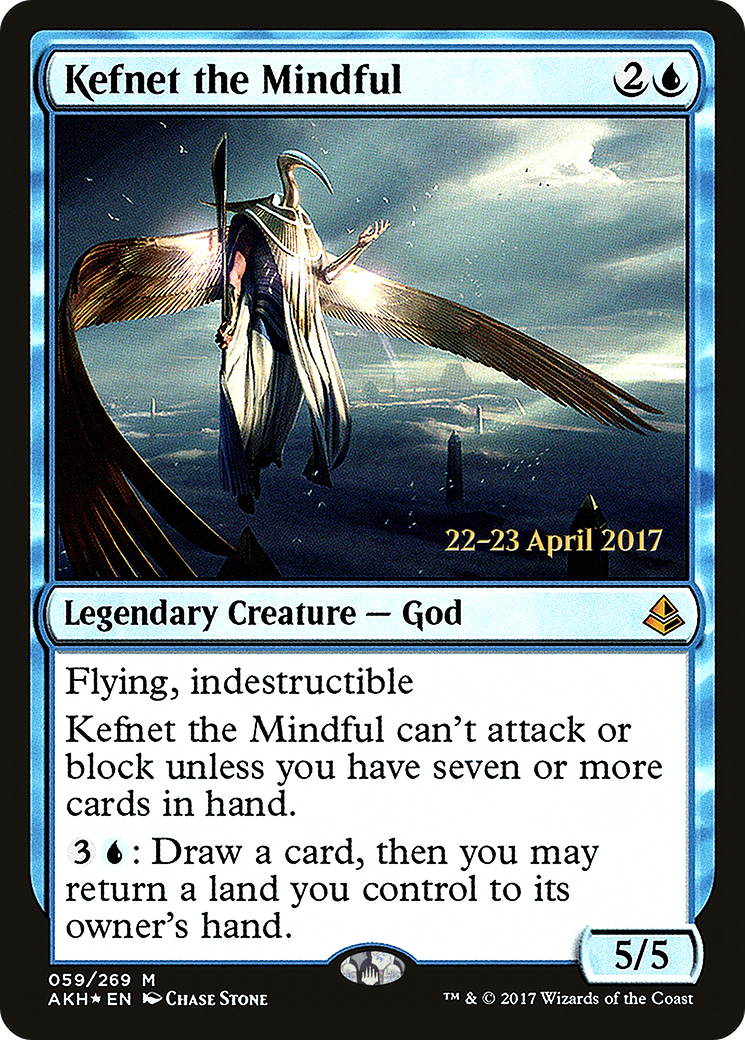 Kefnet the Mindful 2
22–23 April 2017
Legendary Creature — God
Flying, indestructible
Kefnet the Mindful can't attack or
block unless you have seven or more
cards in hand.
3 : Draw a card, then you may
return a land you control to its
owner's hand.
5/5
059/269 M
AKH★EN Chase Stone
™ & © 2017 Wizards of the Coast